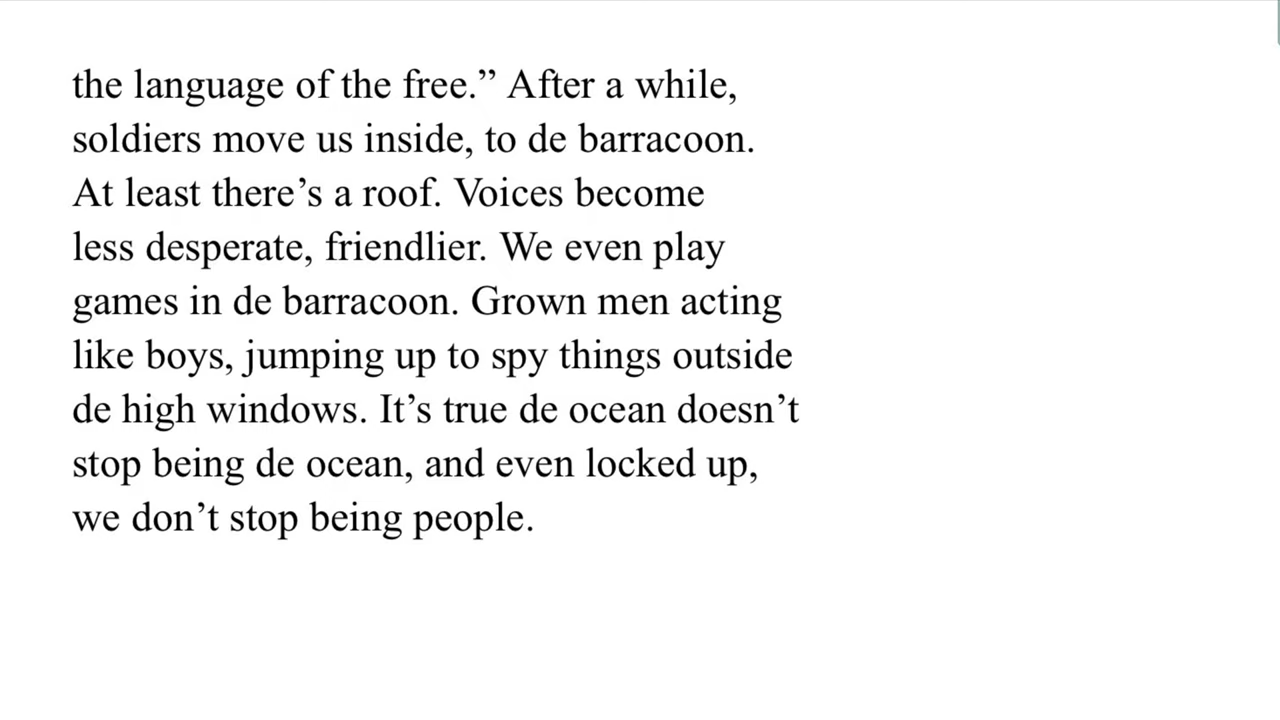 the language of the free.” After a while,
soldiers move us inside, to de barracoon.
At least there’s a roof. Voices become
less desperate, friendlier. We even play
games in de barracoon. Grown men acting
like boys, jumping up to spy things outside
de high windows. It’s true de ocean doesn’t
stop being de ocean, and even locked up,
we don’t stop being people.